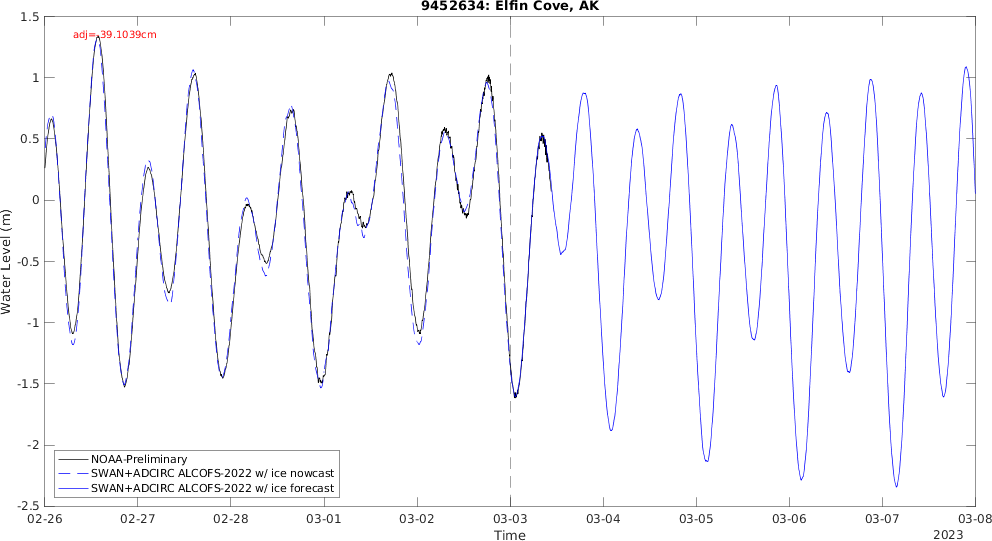 9452634: Elfin Cove, AK
adj=-39.1039cm
1.5
1
0.5
0
-0.5
-1
-1.5
-2
-2.5
Water Level (m)
NOAA-Preliminary
SWAN+ADCIRC ALCOFS-2022 w/ ice nowcast
SWAN+ADCIRC ALCOFS-2022 w/ ice forecast
02-26 02-27 02-28 03-01 03-02 03-03 03-04 03-05 03-06 03-07 03-08
Time
2023